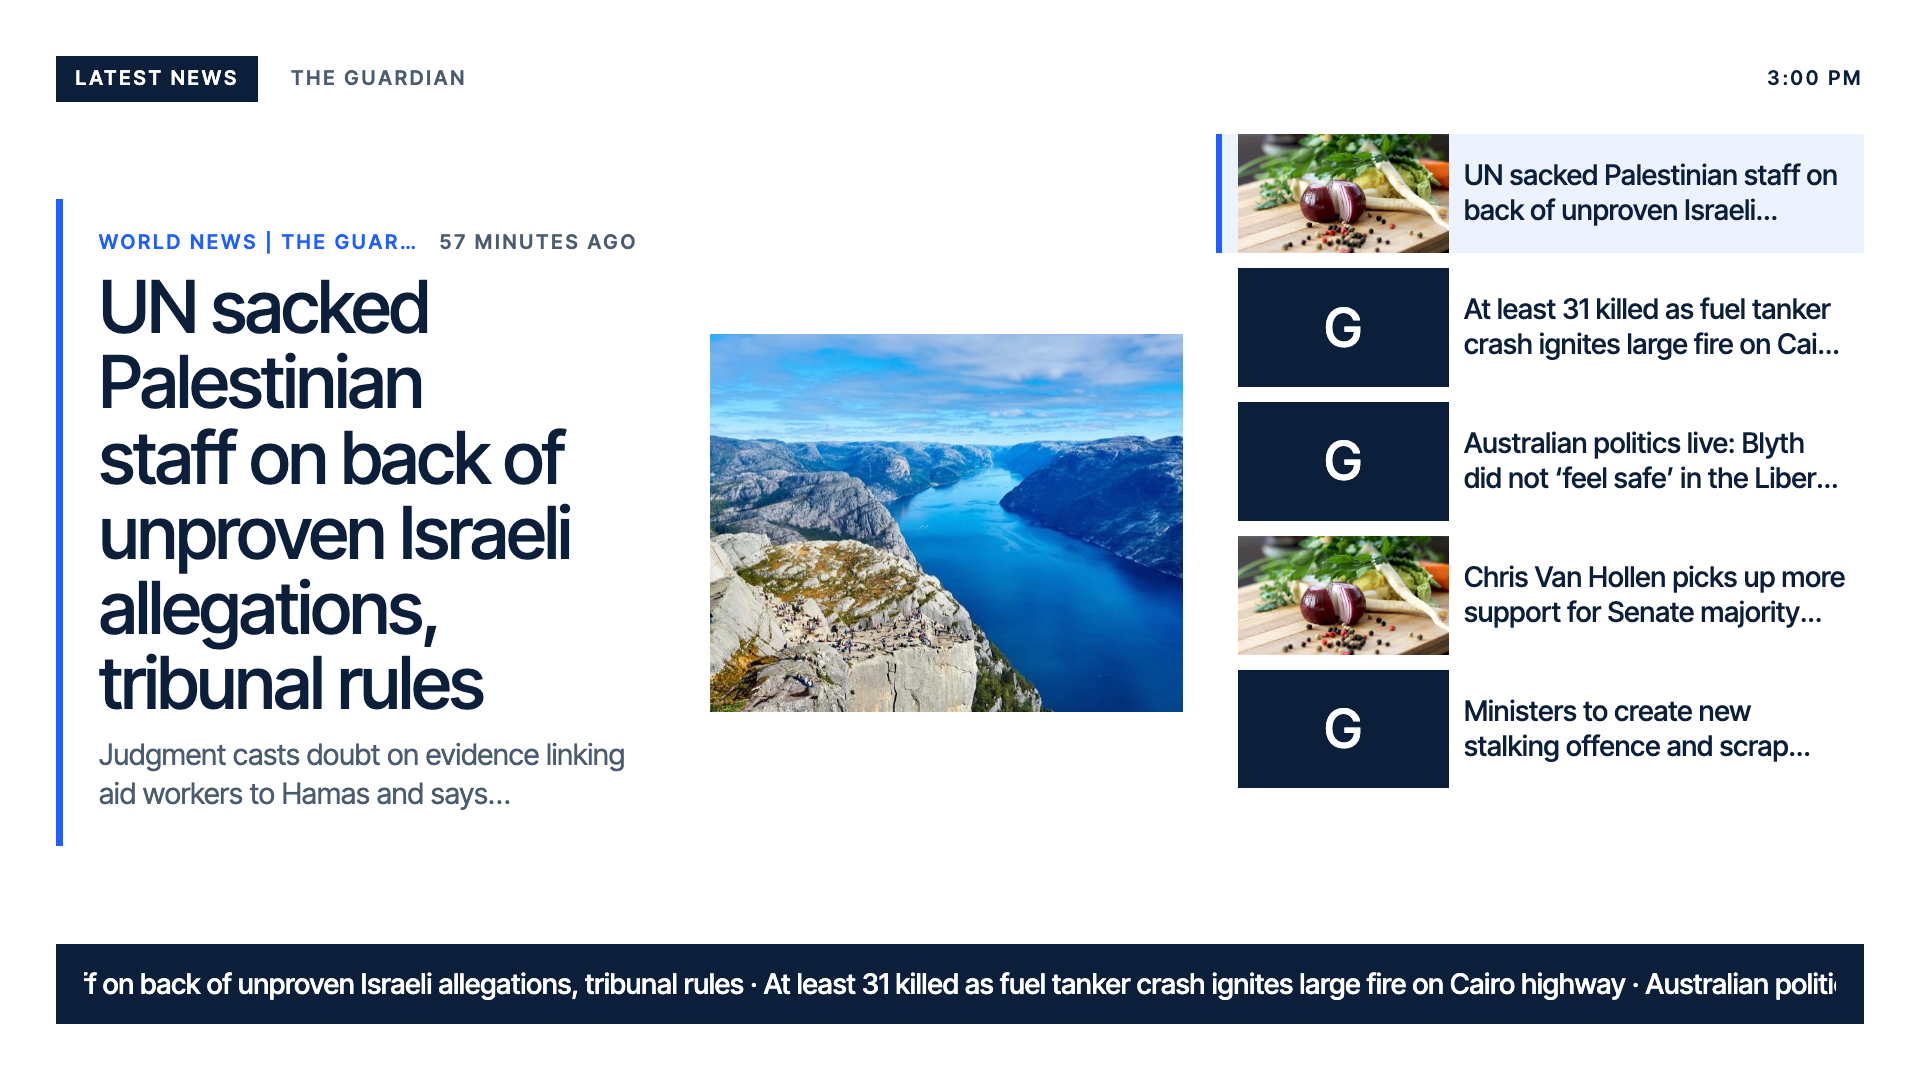 LATEST NEWS
THE GUARDIAN
3:00 PM
WORLD NEWS | THE GUAR…
57 MINUTES AGO
UN sacked
Palestinian
staff on back of
unproven Israeli
allegations,
tribunal rules
Judgment casts doubt on evidence linking
aid workers to Hamas and says…
UN sacked Palestinian staff on
back of unproven Israeli…
G
At least 31 killed as fuel tanker
crash ignites large fire on Cai…
G
Australian politics live: Blyth
did not ‘feel safe’ in the Liber…
Chris Van Hollen picks up more
support for Senate majority…
G
Ministers to create new
stalking offence and scrap…
on back of unproven Israeli allegations, tribunal rules · At least 31 killed as fuel tanker crash ignites large fire on Cairo highway · Australian